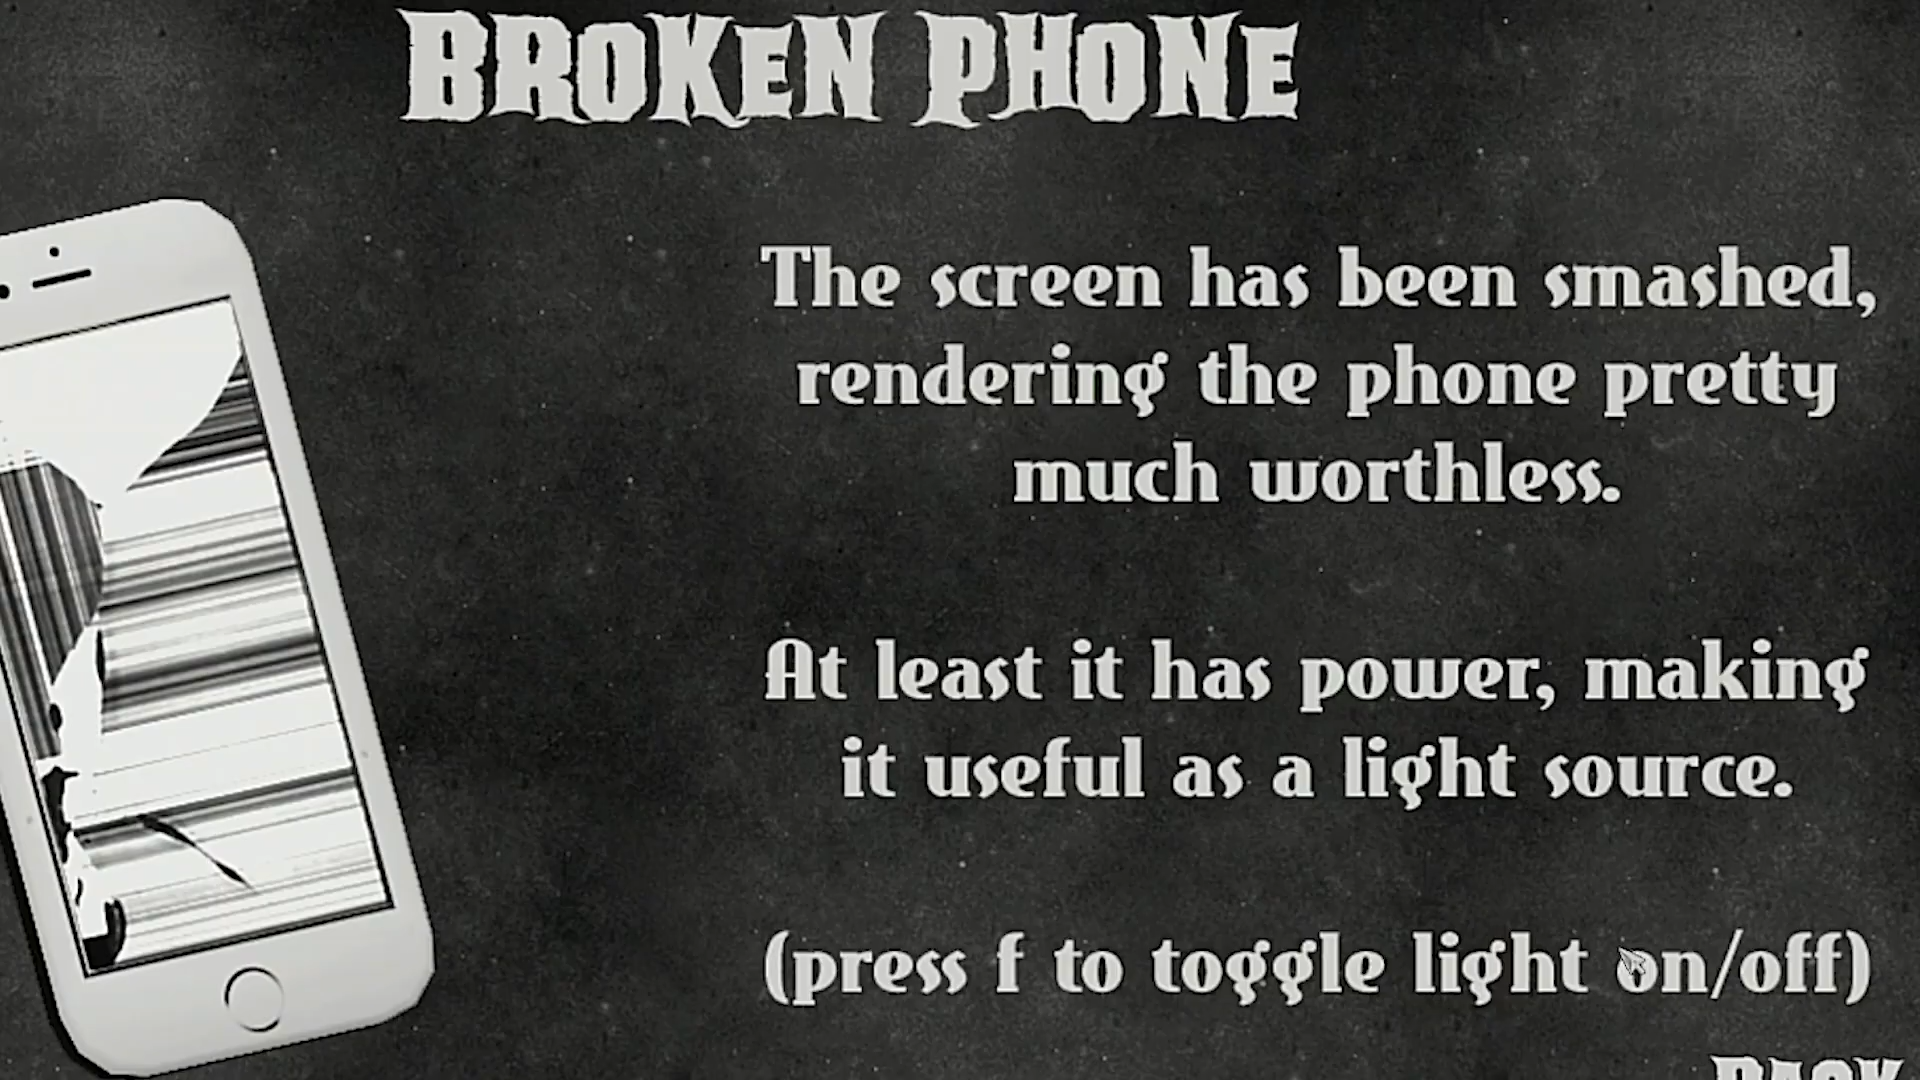 BROKEN PHONE
The screen has been smashed,
rendering the phone pretty
much worthless.
At least it has power, making
it useful as a light source.
(press f to toggle light on/off)
BACK